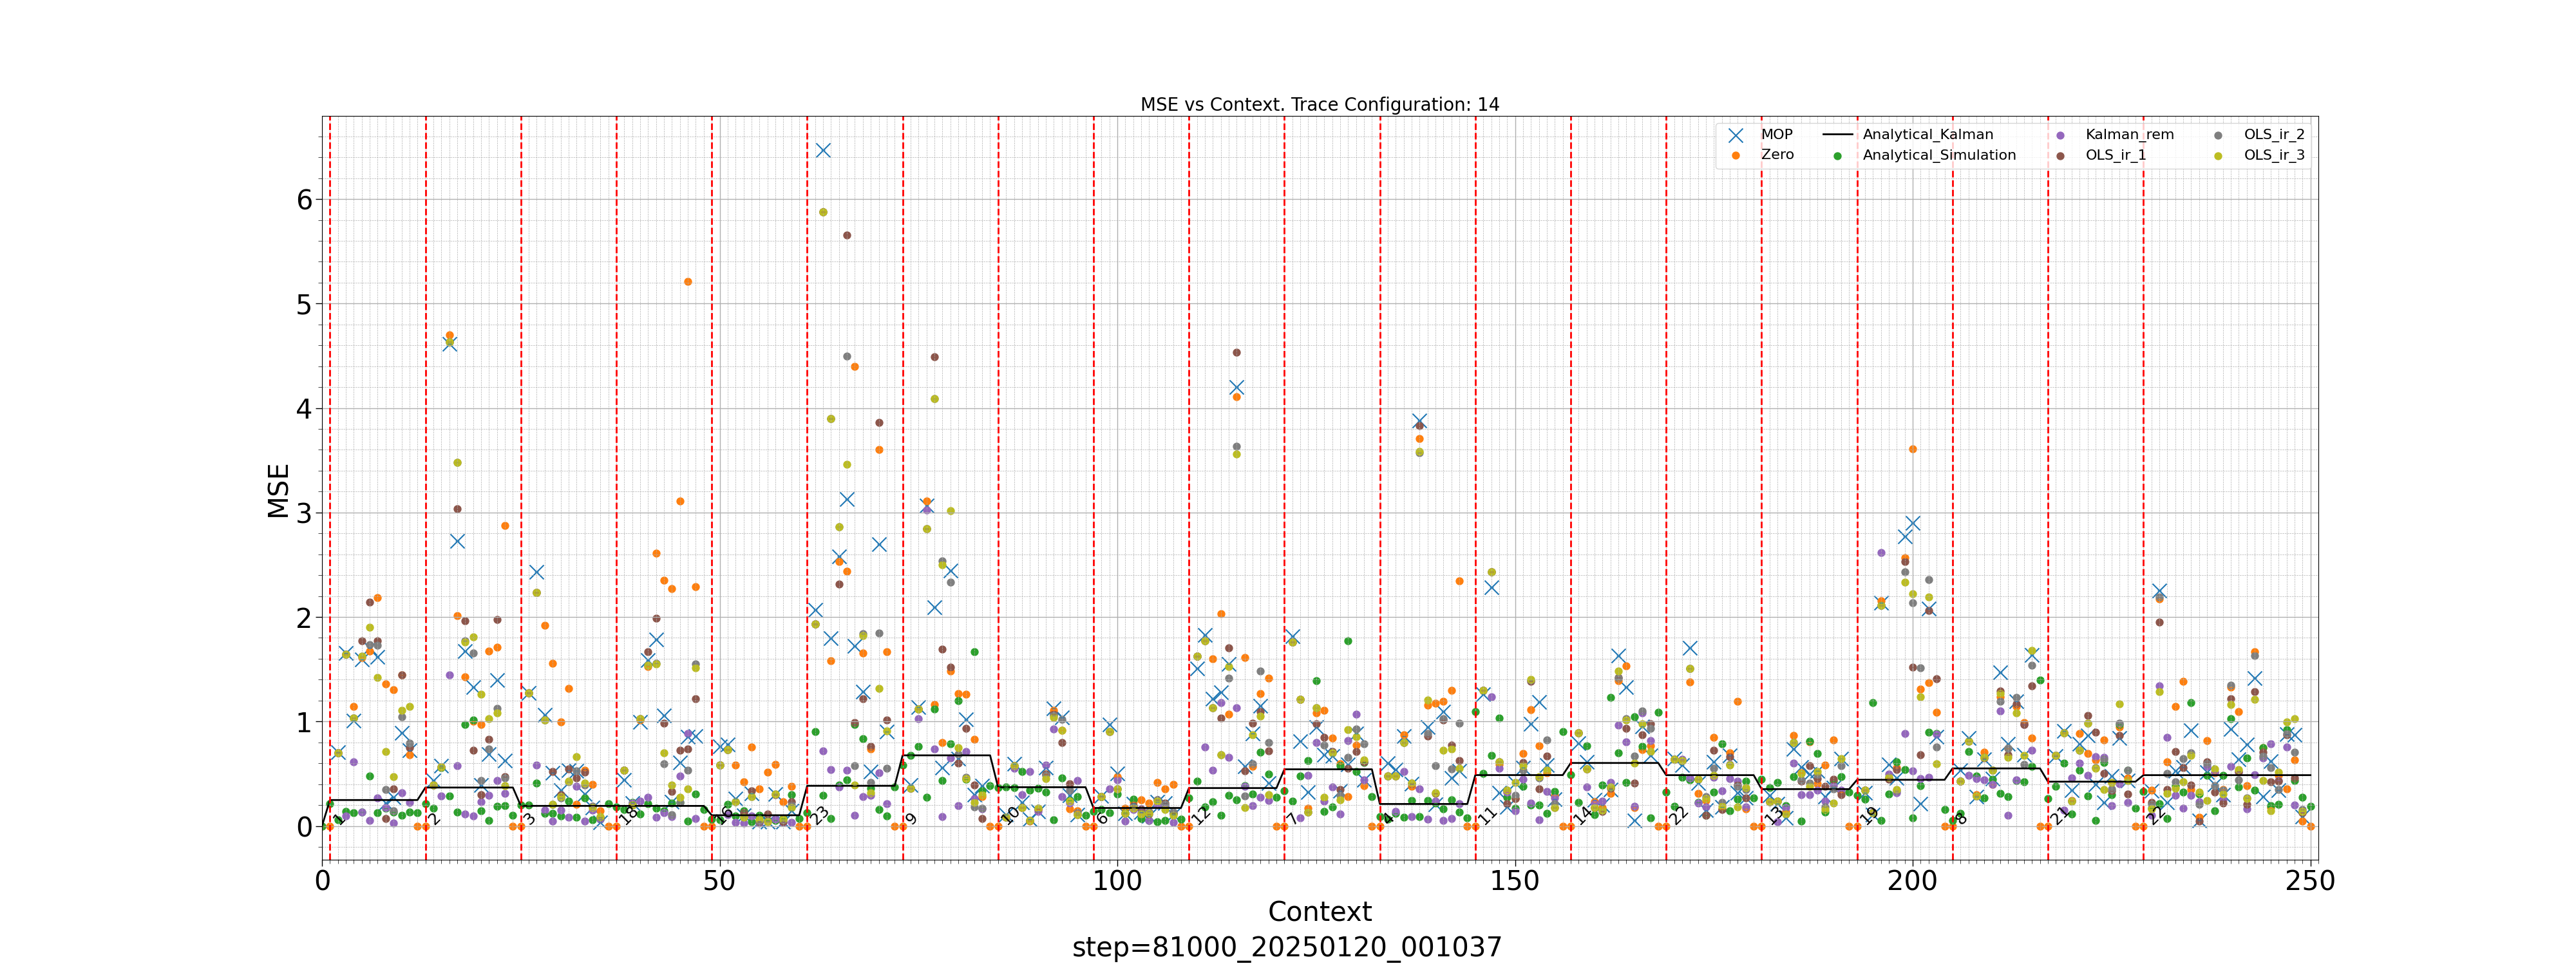 MSE vs Context. Trace Configuration: 14
MOP
Zero
Analytical_Kalman
Analytical_Simulation
Kalman_rem
OLS_ir_1
OLS_ir_2
OLS_ir_3
MSE
6
5
4
3
2
1
0
1 2 3 18 16 23 9 10 6 12 7 4 11 14 22 13 19 8 21 22
0 50 100 150 200 250
Context
step=81000_20250120_001037